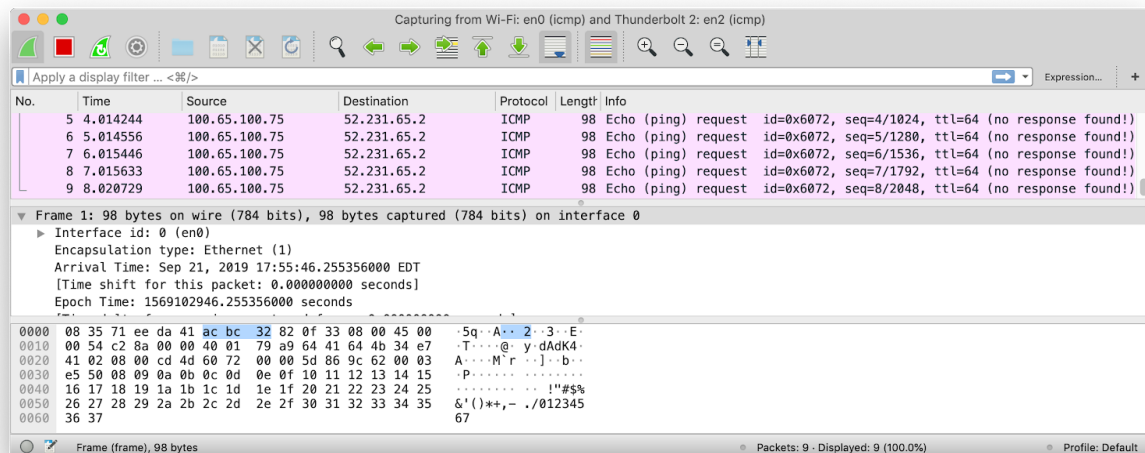 Capturing from Wi-Fi: en0 (icmp) and Thunderbolt 2: en2 (icmp)
Apply a display filter ... <⌘/>
Expression... +
No. Time Source Destination Protocol Length Info
5 4.014244 100.65.100.75 52.231.65.2 ICMP 98 Echo (ping) request id=0x6072, seq=4/1024, ttl=64 (no response found!)
6 5.014556 100.65.100.75 52.231.65.2 ICMP 98 Echo (ping) request id=0x6072, seq=5/1280, ttl=64 (no response found!)
7 6.015446 100.65.100.75 52.231.65.2 ICMP 98 Echo (ping) request id=0x6072, seq=6/1536, ttl=64 (no response found!)
8 7.015633 100.65.100.75 52.231.65.2 ICMP 98 Echo (ping) request id=0x6072, seq=7/1792, ttl=64 (no response found!)
9 8.020729 100.65.100.75 52.231.65.2 ICMP 98 Echo (ping) request id=0x6072, seq=8/2048, ttl=64 (no response found!)
Frame 1: 98 bytes on wire (784 bits), 98 bytes captured (784 bits) on interface 0
Interface id: 0 (en0)
Encapsulation type: Ethernet (1)
Arrival Time: Sep 21, 2019 17:55:46.255356000 EDT
[Time shift for this packet: 0.000000000 seconds]
Epoch Time: 1569102946.255356000 seconds
0000 08 35 71 ee da 41 ac bc 32 82 0f 33 08 00 45 00 ·5q··A·· 2··3··E·
0010 00 54 c2 8a 00 00 40 01 79 a9 64 41 64 4b 34 e7 ·T····@· y·dAdK4·
0020 41 02 08 00 cd 4d 60 72 00 00 5d 86 9c 62 00 03 A····M`r ··]··b··
0030 e5 50 08 09 0a 0b 0c 0d 0e 0f 10 11 12 13 14 15 ·P······ ········
0040 16 17 18 19 1a 1b 1c 1d 1e 1f 20 21 22 23 24 25 ········ ·· !"#$%
0050 26 27 28 29 2a 2b 2c 2d 2e 2f 30 31 32 33 34 35 &'()*+,- ./012345
0060 36 37 67
Frame (frame), 98 bytes
Packets: 9 · Displayed: 9 (100.0%)
Profile: Default